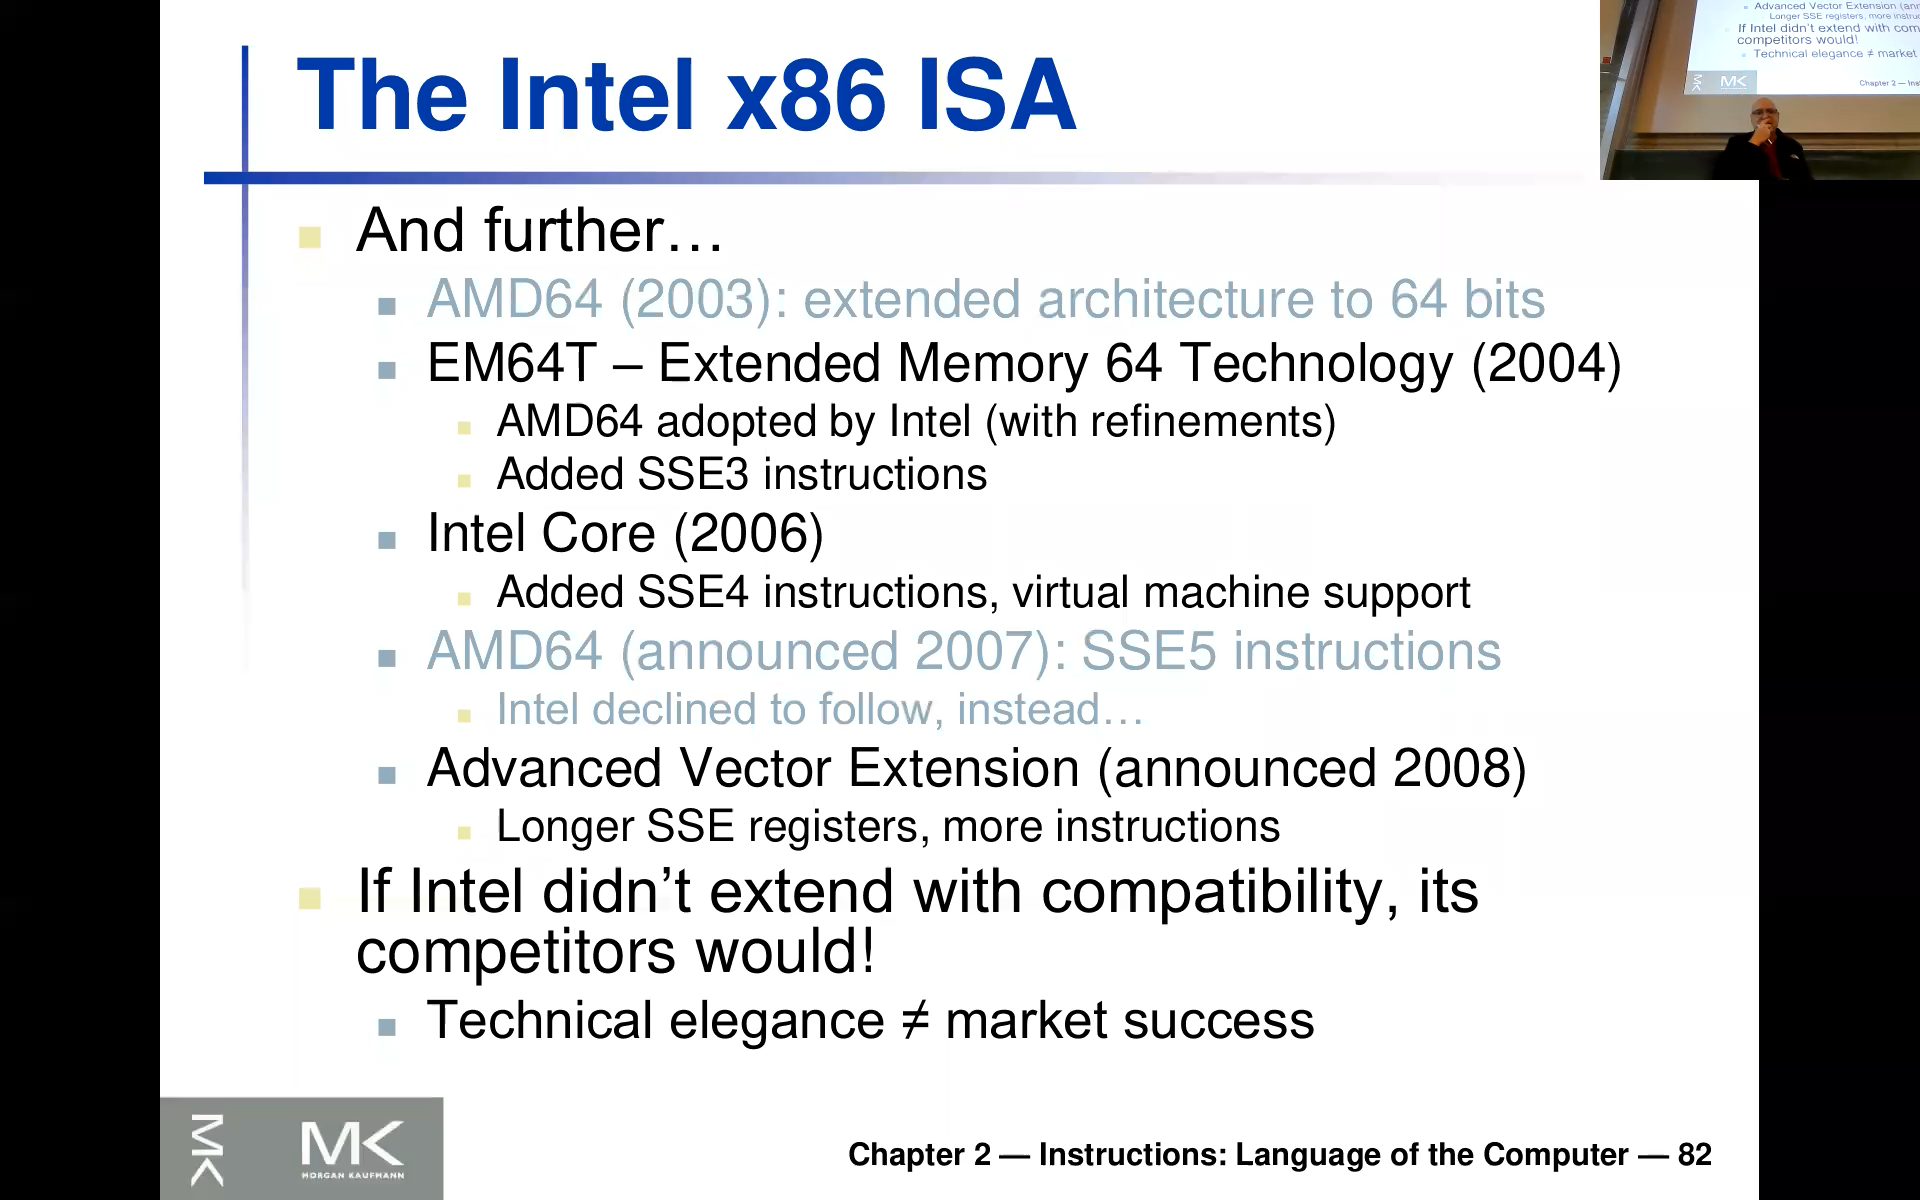 The Intel x86 ISA
And further…
AMD64 (2003): extended architecture to 64 bits
EM64T – Extended Memory 64 Technology (2004)
AMD64 adopted by Intel (with refinements)
Added SSE3 instructions
Intel Core (2006)
Added SSE4 instructions, virtual machine support
AMD64 (announced 2007): SSE5 instructions
Intel declined to follow, instead…
Advanced Vector Extension (announced 2008)
Longer SSE registers, more instructions
If Intel didn’t extend with compatibility, its
competitors would!
Technical elegance ≠ market success
MK
MK
MORGAN KAUFMANN
Chapter 2 — Instructions: Language of the Computer — 82
Advanced Vector Extension
Longer SSE registers, more
If Intel didn't extend with
competitors would!
Technical elegance ≠ market
MK
MK
Chapter 2 —